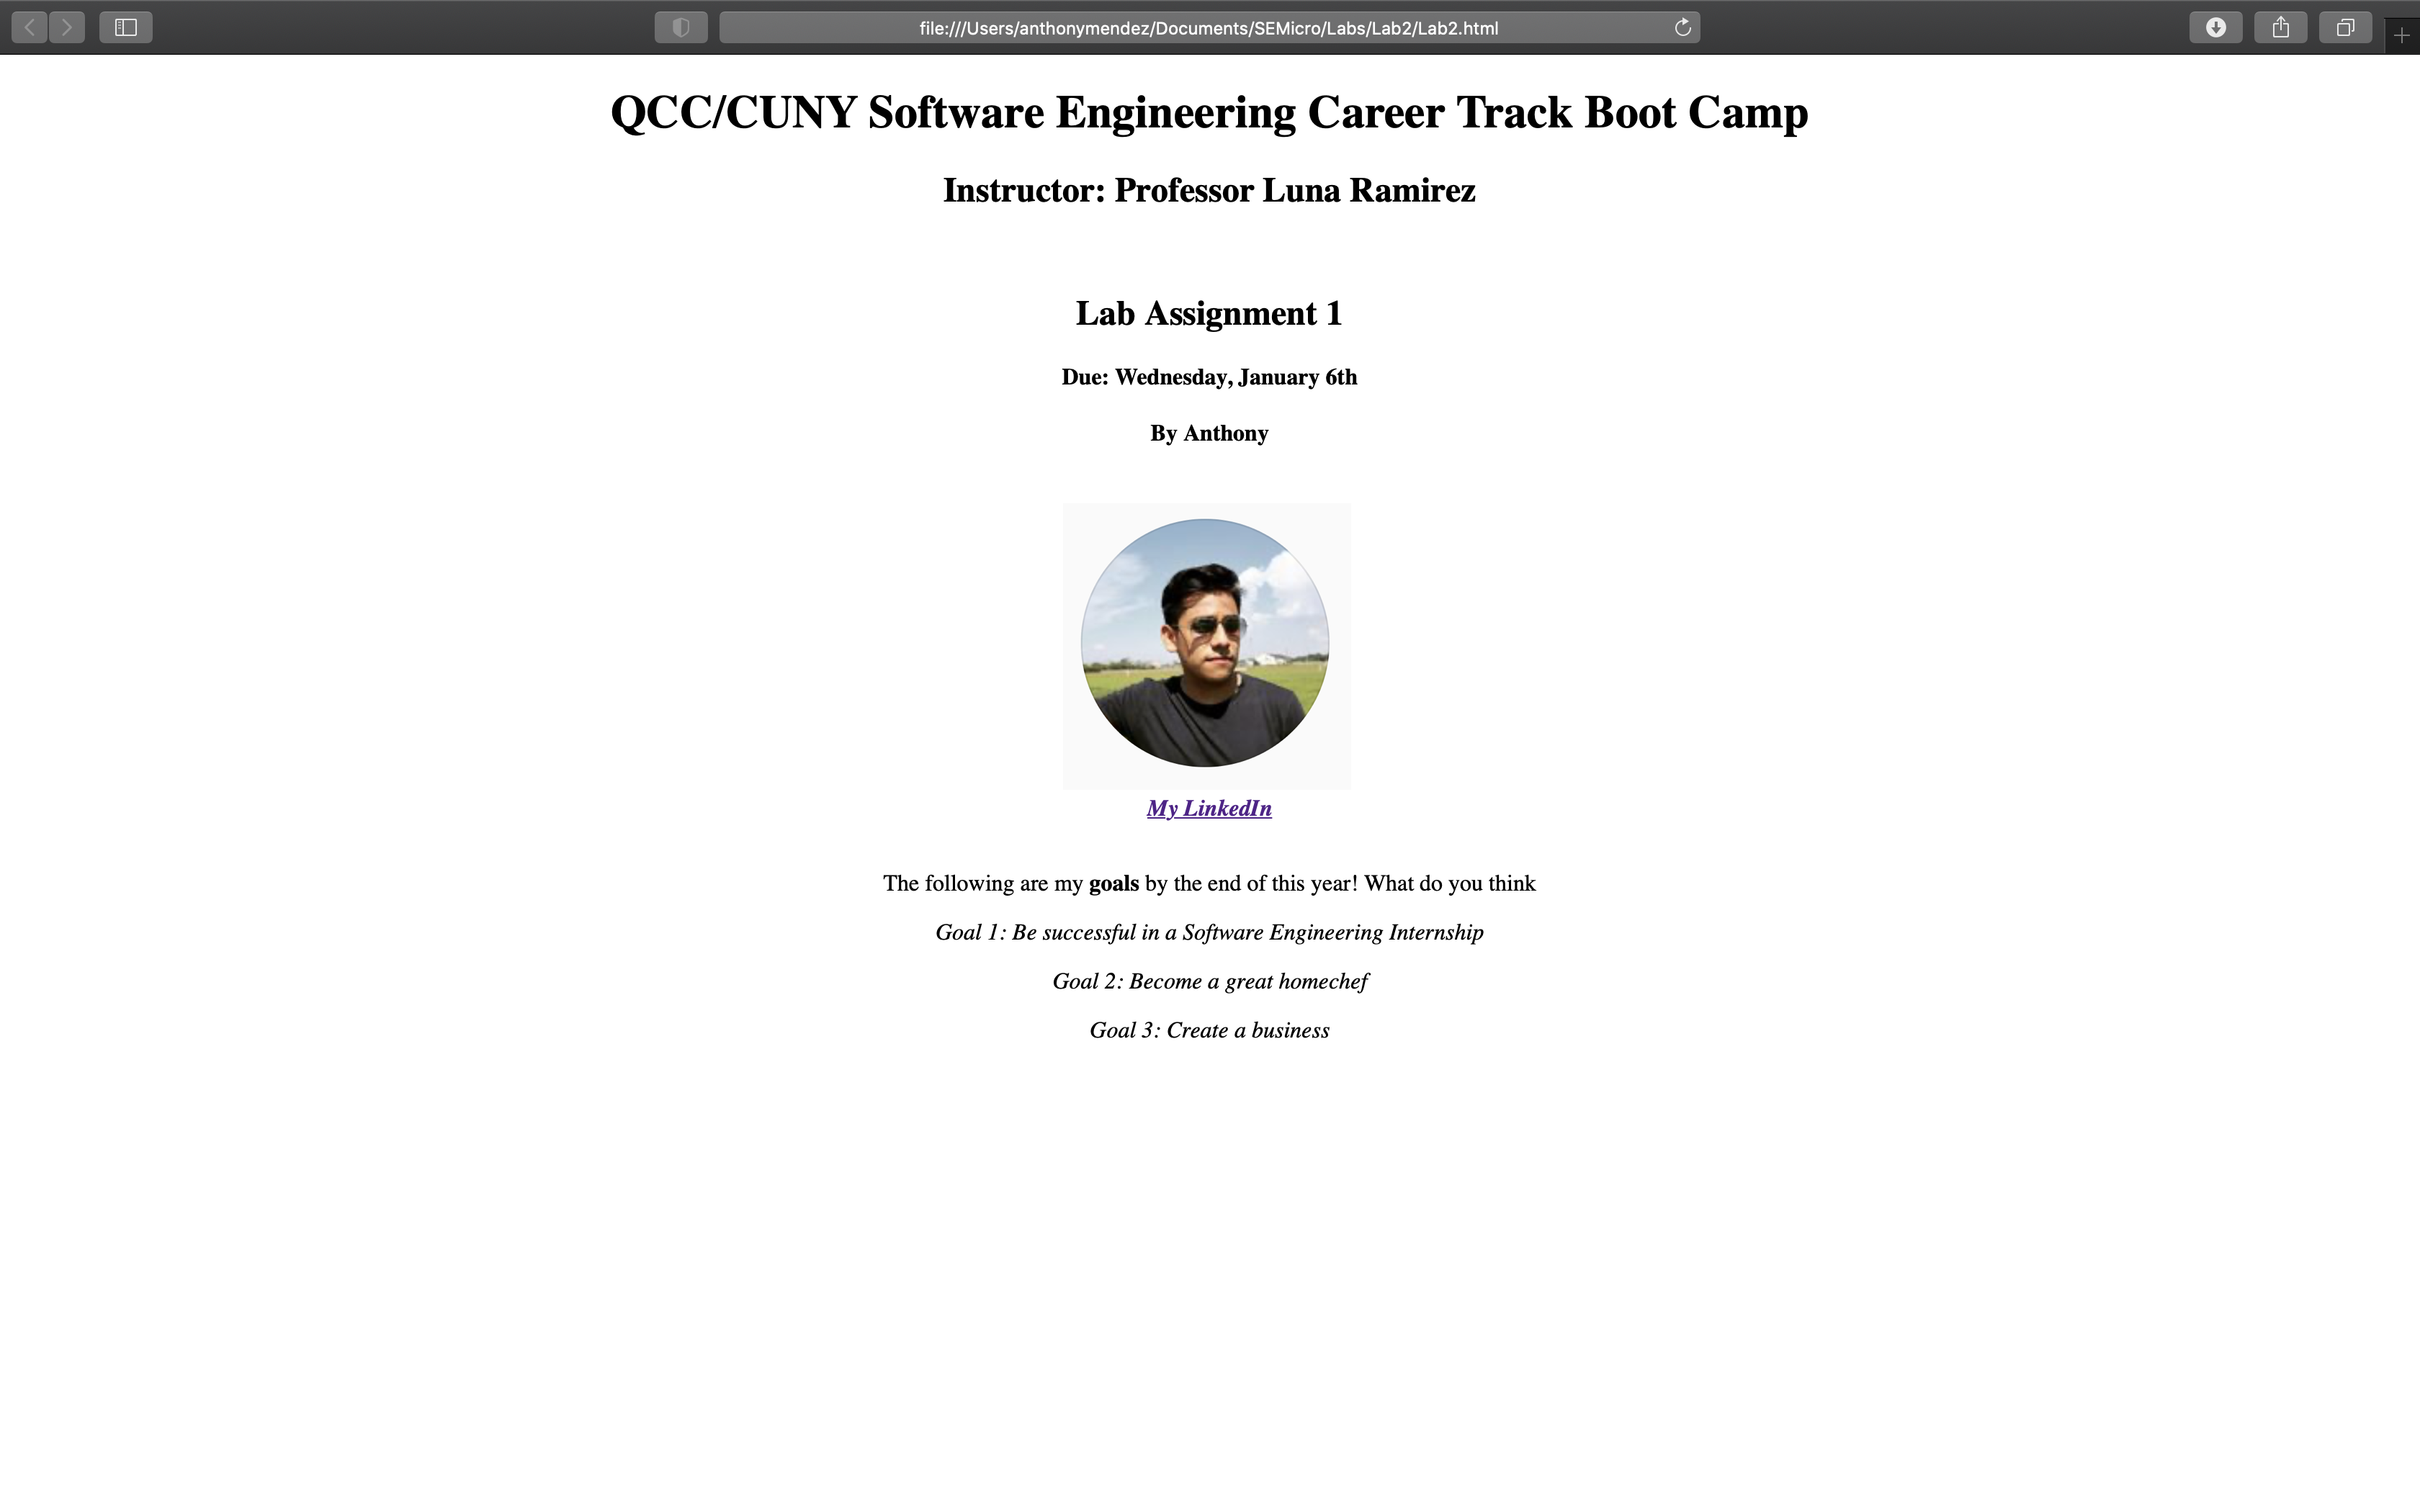 file:///Users/anthonymendez/Documents/SEMicro/Labs/Lab2/Lab2.html
QCC/CUNY Software Engineering Career Track Boot Camp
Instructor: Professor Luna Ramirez
Lab Assignment 1
Due: Wednesday, January 6th
By Anthony
My LinkedIn
The following are my goals by the end of this year! What do you think
Goal 1: Be successful in a Software Engineering Internship
Goal 2: Become a great homechef
Goal 3: Create a business